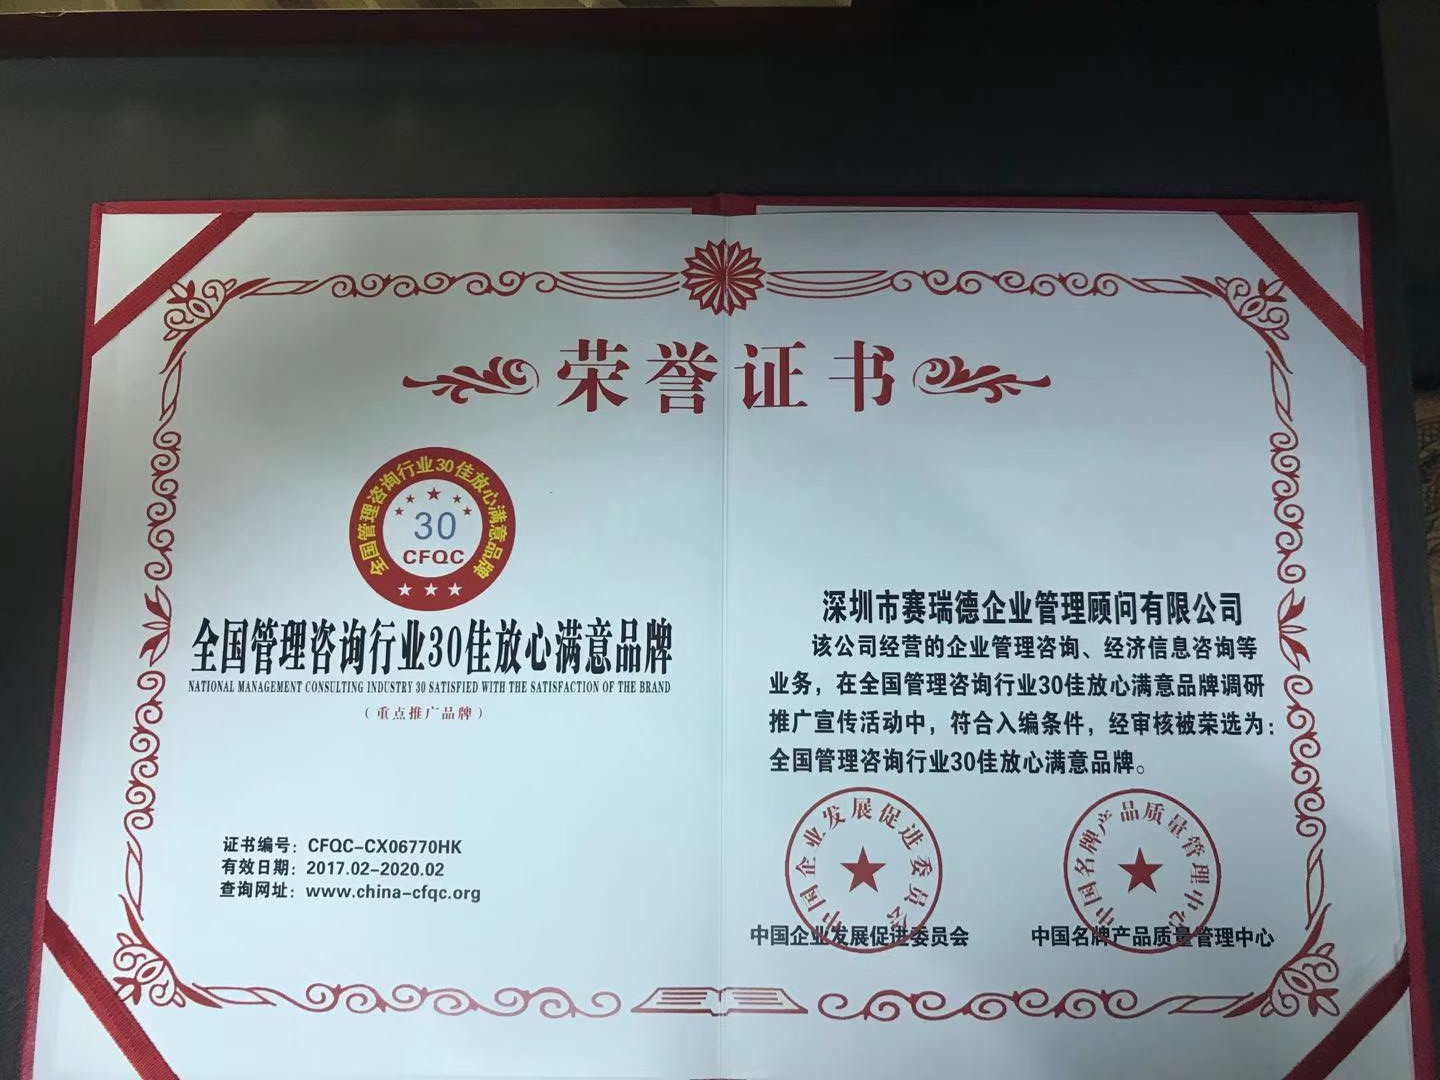 荣誉证书
全国管理咨询行业30佳放心满意品牌
30
CFQC
全国管理咨询行业30佳放心满意品牌
NATIONAL MANAGEMENT CONSULTING INDUSTRY 30 SATISFIED WITH THE SATISFACTION OF THE BRAND
（重点推广品牌）
证书编号：CFQC-CX06770HK
有效日期：2017.02-2020.02
查询网址：www.china-cfqc.org
深圳市赛瑞德企业管理顾问有限公司
该公司经营的企业管理咨询、经济信息咨询等
业务，在全国管理咨询行业30佳放心满意品牌调研
推广宣传活动中，符合入编条件，经审核被荣选为：
全国管理咨询行业30佳放心满意品牌。
中国企业发展促进委员会
中国企业发展促进委员会
中国名牌产品质量管理中心
中国名牌产品质量管理中心